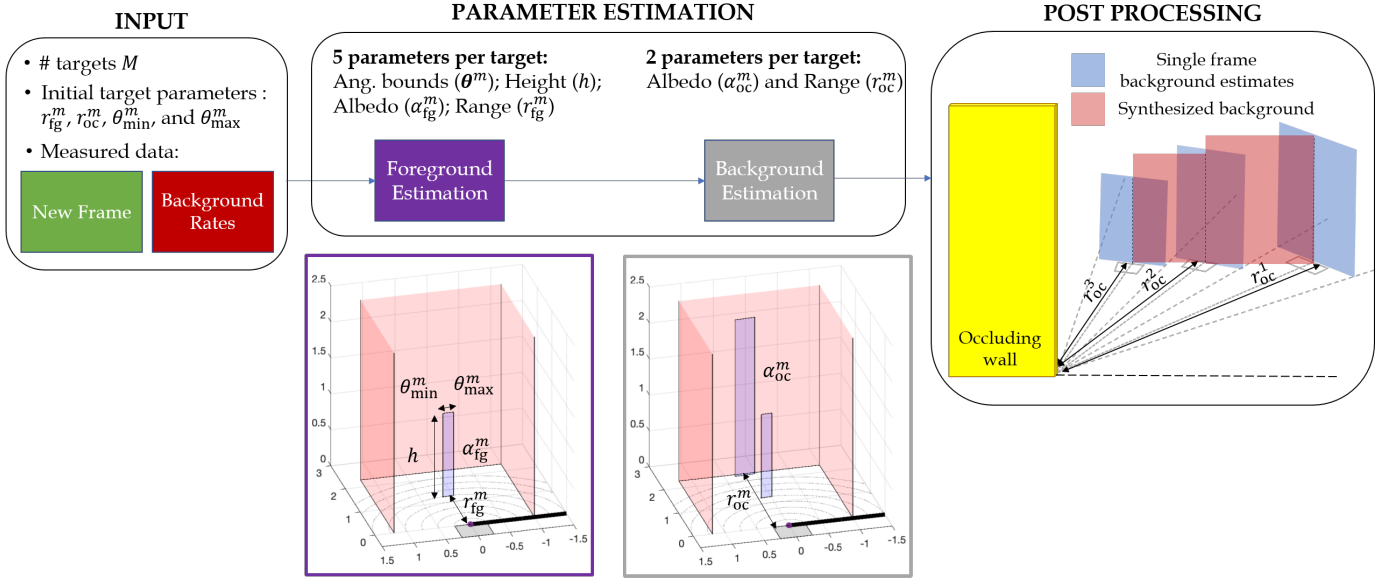 INPUT
• # targets M
• Initial target parameters :
r_fg^m, r_oc^m, θ_min^m, and θ_max^m
• Measured data:
New Frame
Background
Rates
PARAMETER ESTIMATION
5 parameters per target:
Ang. bounds (θ^m); Height (h);
Albedo (α_fg^m); Range (r_fg^m)
2 parameters per target:
Albedo (α_oc^m) and Range (r_oc^m)
Foreground
Estimation
Background
Estimation
2.5
2
1.5
1
0.5
0
3
2
1
0
1.5
1
0.5
0
-0.5
-1
-1.5
θ_min^m
θ_max^m
h
α_fg^m
r_fg^m
2.5
2
1.5
1
0.5
0
3
2
1
0
1.5
1
0.5
0
-0.5
-1
-1.5
α_oc^m
r_oc^m
POST PROCESSING
Single frame
background estimates
Synthesized background
Occluding
wall
r_oc^3
r_oc^2
r_oc^1